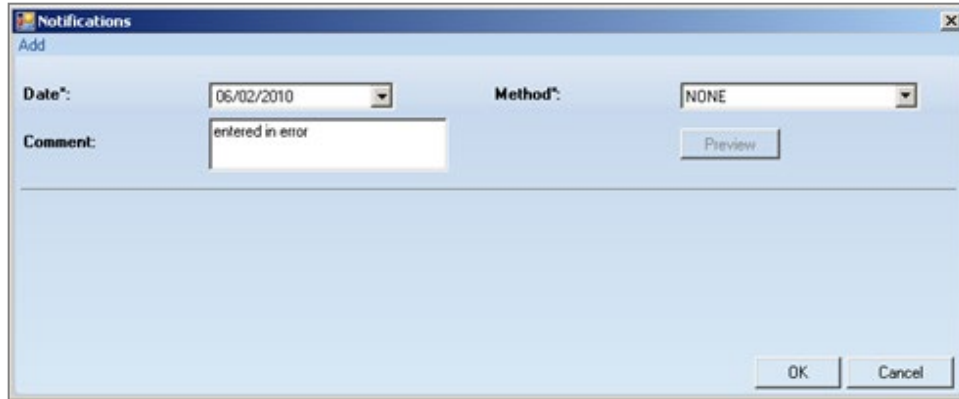 Notifications
Add
Date*: 06/02/2010 Method*: NONE
Comment: entered in error Preview
OK Cancel